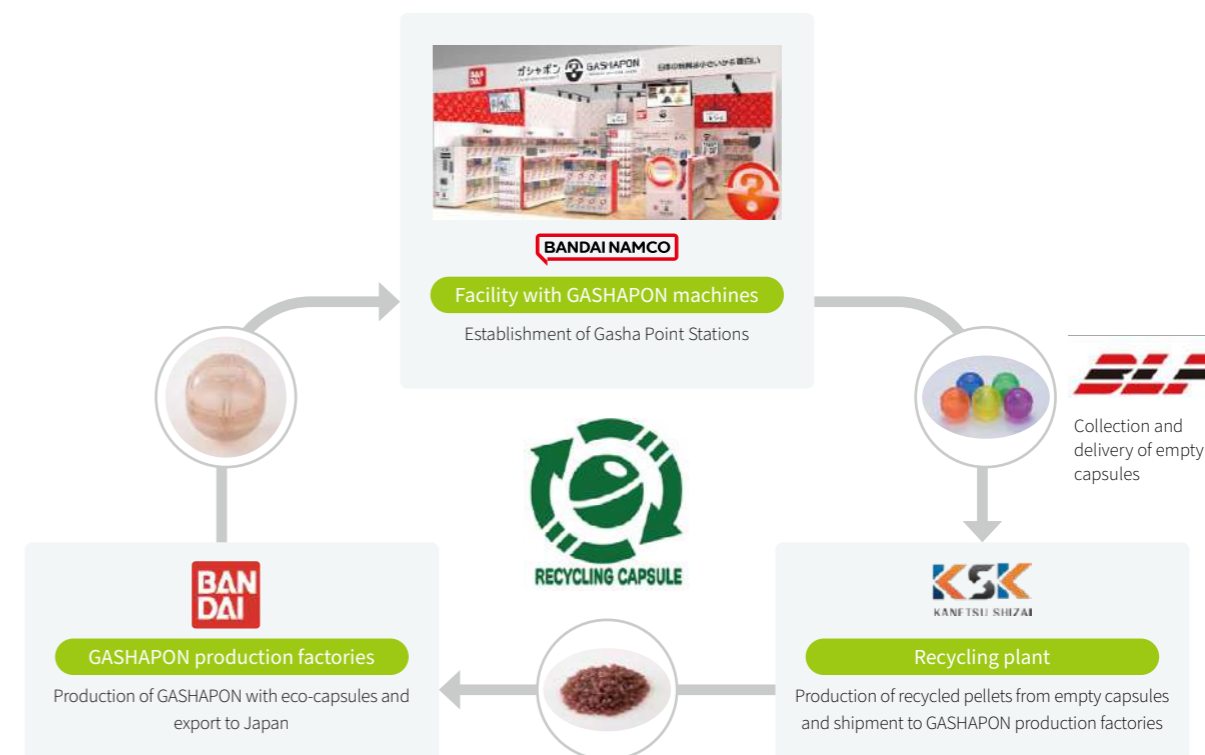 BAN
DAI
ガシャポン GASHAPON
BANDAI NAMCO
Facility with GASHAPON machines
Establishment of Gasha Point Stations
Collection and
delivery of empty
capsules
RECYCLING CAPSULE
BAN
DAI
GASHAPON production factories
Production of GASHAPON with eco-capsules and
export to Japan
KSK
KANETSU SHIZAI
Recycling plant
Production of recycled pellets from empty capsules
and shipment to GASHAPON production factories